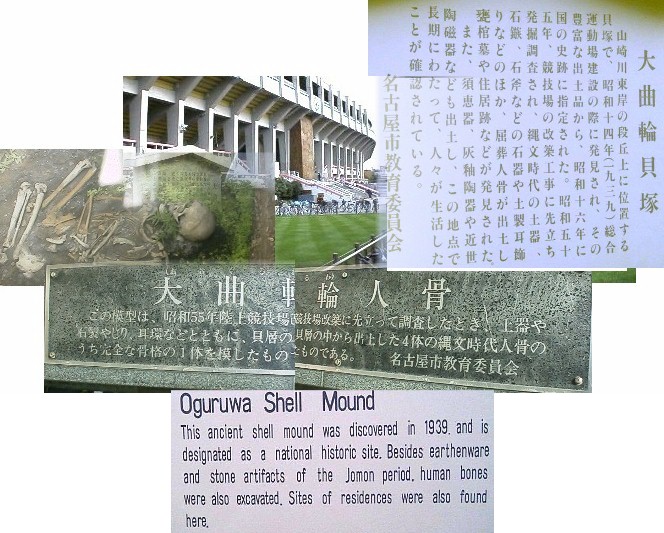 大曲輪貝塚
山崎川東岸の段丘上に位置する
貝塚で、昭和十四年(一九三九)総合
運動場建設の際に発見され、その
豊富な出土品から、昭和十六年に
国の史跡に指定された。昭和五十
五年、競技場の改築工事に先立ち
発掘調査され、縄文時代の土器、
石鏃、石斧などの石器や土製耳飾
りなどのほか、屈葬人骨が出土し
甕棺墓や住居跡などが発見された。
また、須恵器、灰釉陶器や近世
陶磁器なども出土し、この地点で
長期にわたって、人々が生活した
ことが確認されている。
名古屋市教育委員会
大曲輪人骨
この模型は、昭和55年陸上競技場競技場改築に先立って調査したとき、土器や
石製やじり、耳環などとともに、貝層の貝層の中から出土した4体の縄文時代人骨の
うち完全な骨格の1体を模したものたものである。
名古屋市教育委員会
Oguruwa Shell Mound
This ancient shell mound was discovered in 1939, and is
designated as a national historic site. Besides earthenware
and stone artifacts of the Jomon period, human bones
were also excavated. Sites of residences were also found
here.